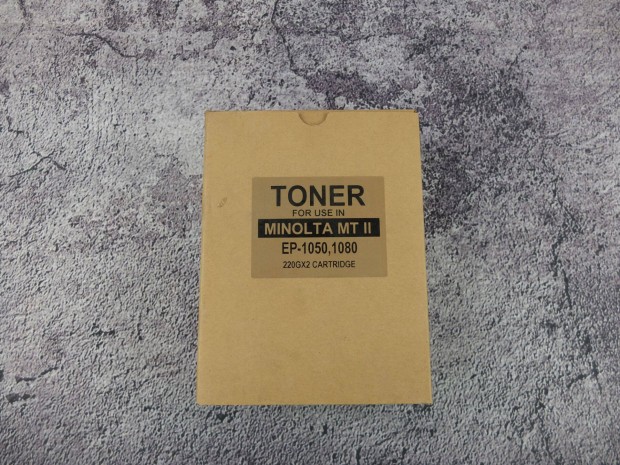 TONER
FOR USE IN
MINOLTA MT II
EP-1050,1080
220GX2 CARTRIDGE